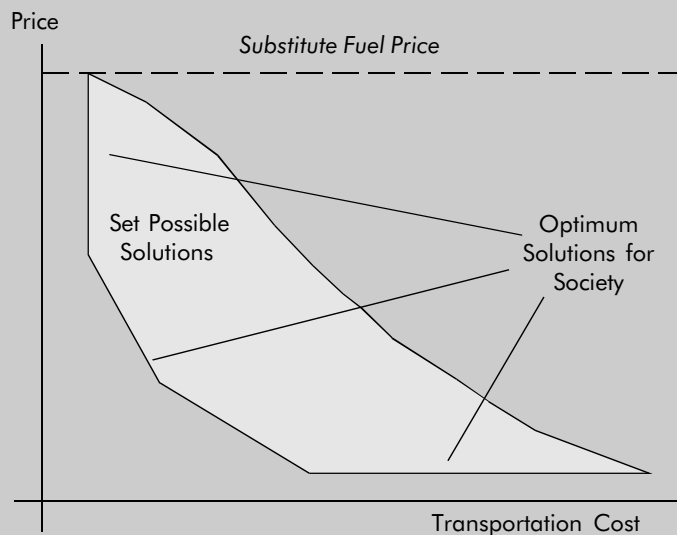 Price
Substitute Fuel Price
Set Possible
Solutions
Optimum
Solutions for
Society
Transportation Cost